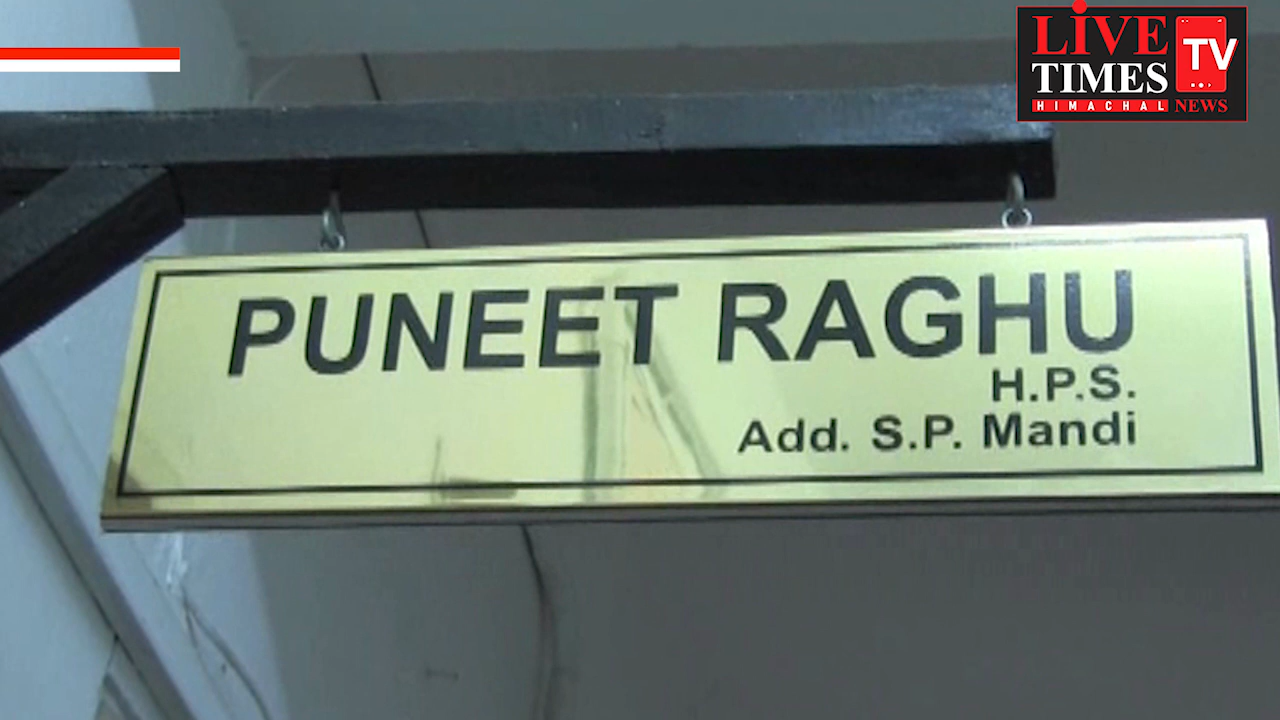 LIVE
TIMES
TV
HIMACHAL NEWS
PUNEET RAGHU
H.P.S.
Add. S.P. Mandi